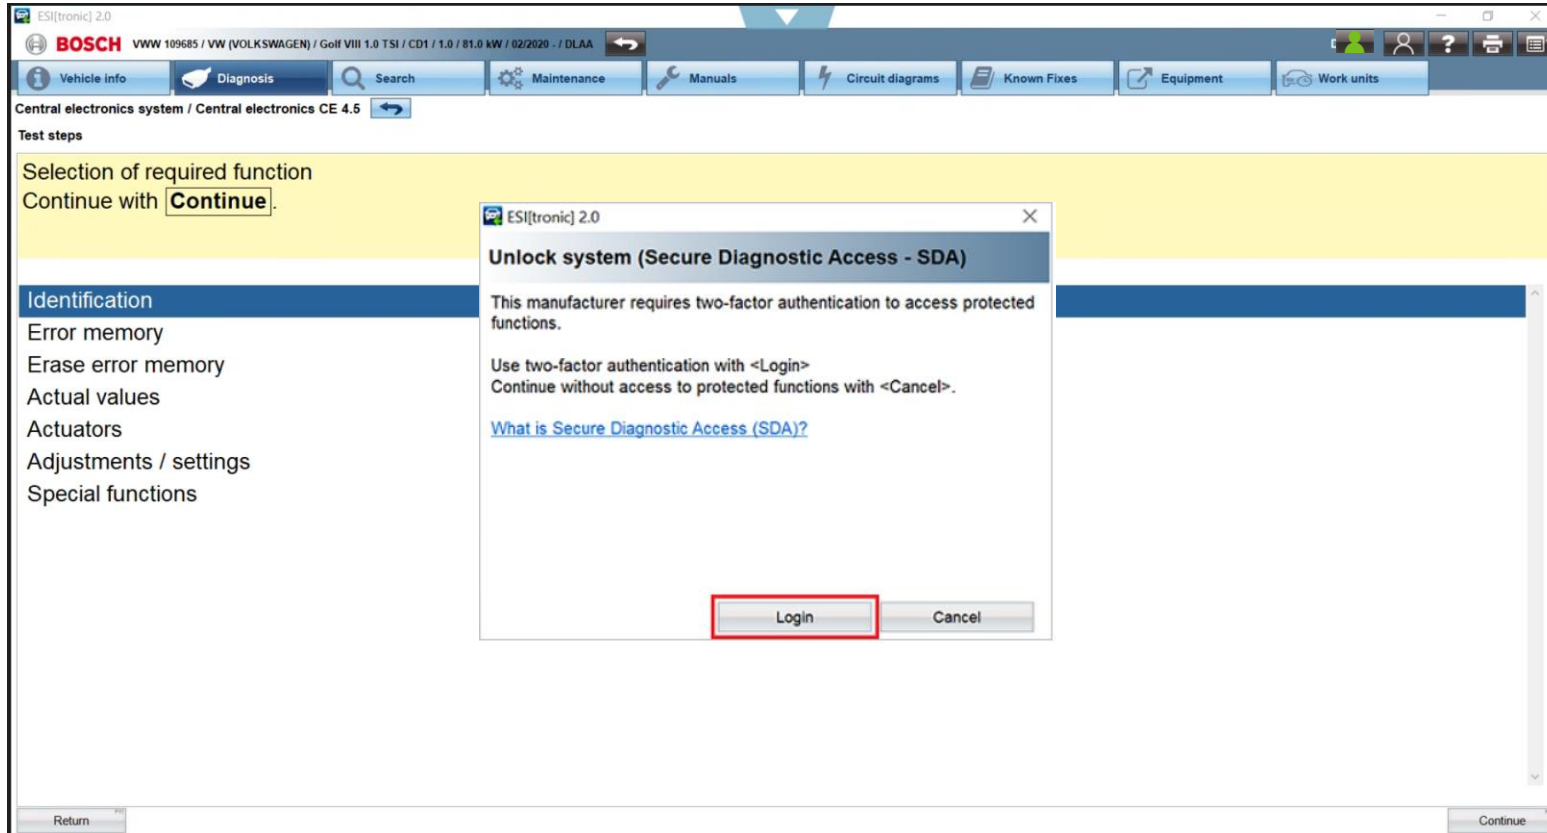 ESI[tronic] 2.0
BOSCH VWW 109685 / VW (VOLKSWAGEN) / Golf VIII 1.0 TSI / CD1 / 1.0 / 81.0 kW / 02/2020 - / DLAA
?
Vehicle info Diagnosis Search Maintenance Manuals Circuit diagrams Known Fixes Equipment Work units
Central electronics system / Central electronics CE 4.5
Test steps
Selection of required function
Continue with Continue.
Identification
Error memory
Erase error memory
Actual values
Actuators
Adjustments / settings
Special functions
ESI[tronic] 2.0
Unlock system (Secure Diagnostic Access - SDA)
This manufacturer requires two-factor authentication to access protected
functions.
Use two-factor authentication with <Login>
Continue without access to protected functions with <Cancel>.
What is Secure Diagnostic Access (SDA)?
Login Cancel
Return Continue